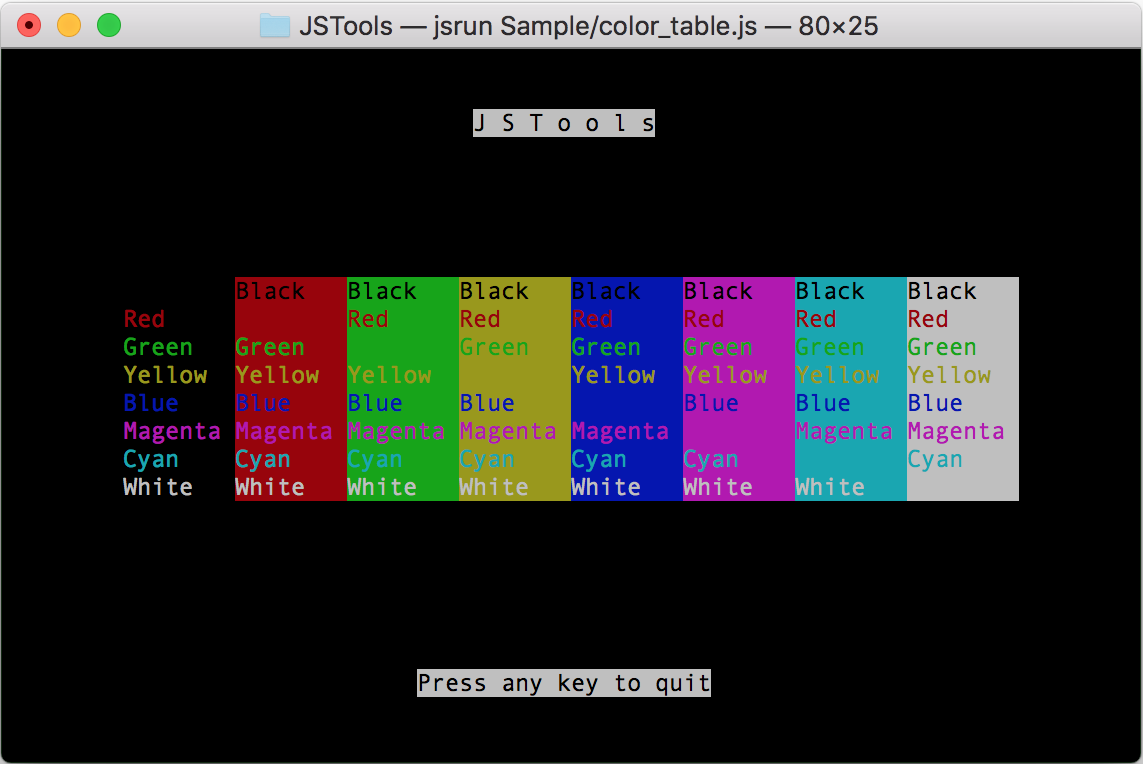 JSTools — jsrun Sample/color_table.js — 80×25
J S T o o l s
Black Black Black Black Black Black Black
Red Red Red Red Red Red Red
Green Green Green Green Green Green Green
Yellow Yellow Yellow Yellow Yellow Yellow Yellow
Blue Blue Blue Blue Blue Blue Blue
Magenta Magenta Magenta Magenta Magenta Magenta Magenta
Cyan Cyan Cyan Cyan Cyan Cyan Cyan
White White White White White White White
Press any key to quit